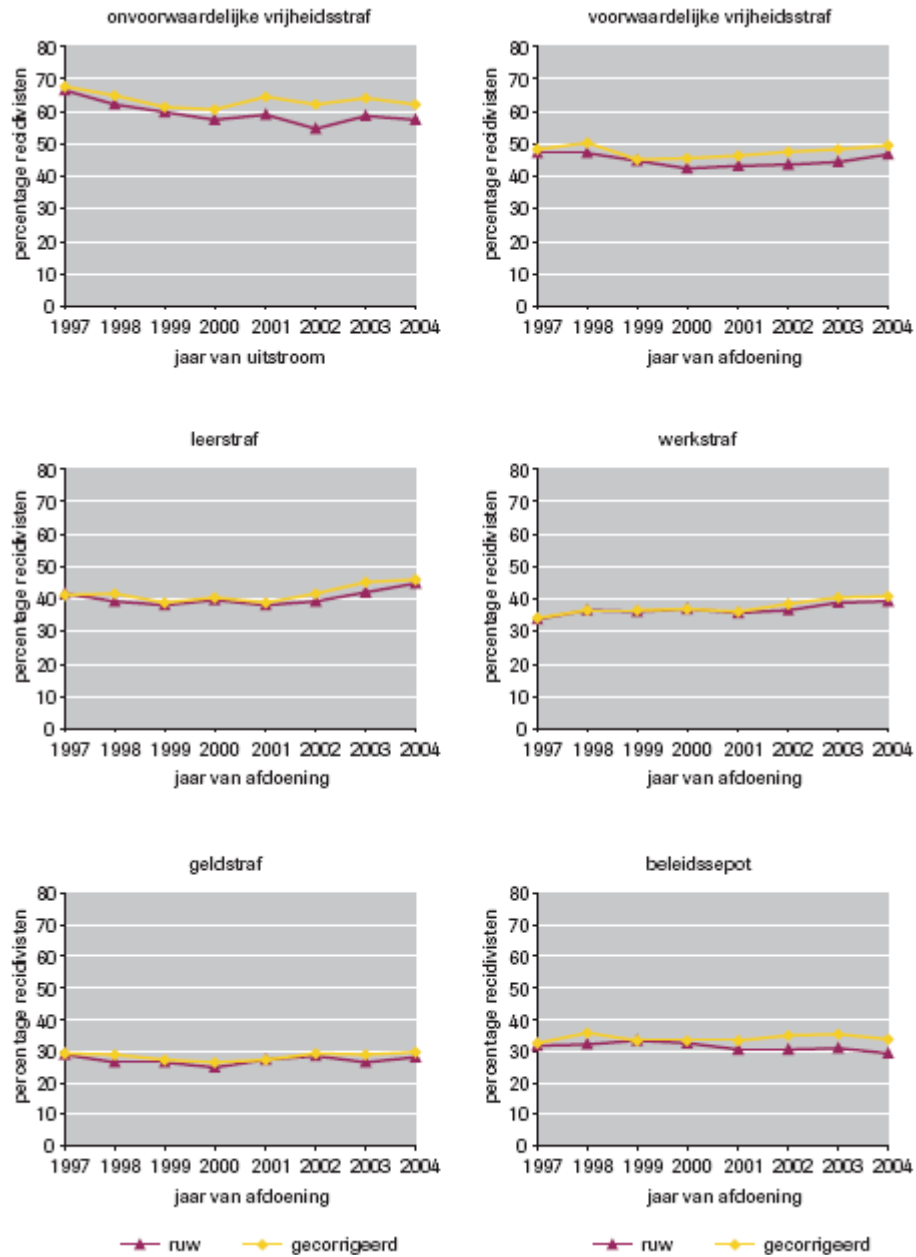 onvoorwaardelijke vrijheidsstraf
percentage recidivisten
80
70
60
50
40
30
20
10
0
1997 1998 1999 2000 2001 2002 2003 2004
jaar van uitstroom
voorwaardelijke vrijheidsstraf
percentage recidivisten
80
70
60
50
40
30
20
10
0
1997 1998 1999 2000 2001 2002 2003 2004
jaar van afdoening
leerstraf
percentage recidivisten
80
70
60
50
40
30
20
10
0
1997 1998 1999 2000 2001 2002 2003 2004
jaar van afdoening
werkstraf
percentage recidivisten
80
70
60
50
40
30
20
10
0
1997 1998 1999 2000 2001 2002 2003 2004
jaar van afdoening
geldstraf
percentage recidivisten
80
70
60
50
40
30
20
10
0
1997 1998 1999 2000 2001 2002 2003 2004
jaar van afdoening
ruw gecorrigeerd
beleidssepot
percentage recidivisten
80
70
60
50
40
30
20
10
0
1997 1998 1999 2000 2001 2002 2003 2004
jaar van afdoening
ruw gecorrigeerd